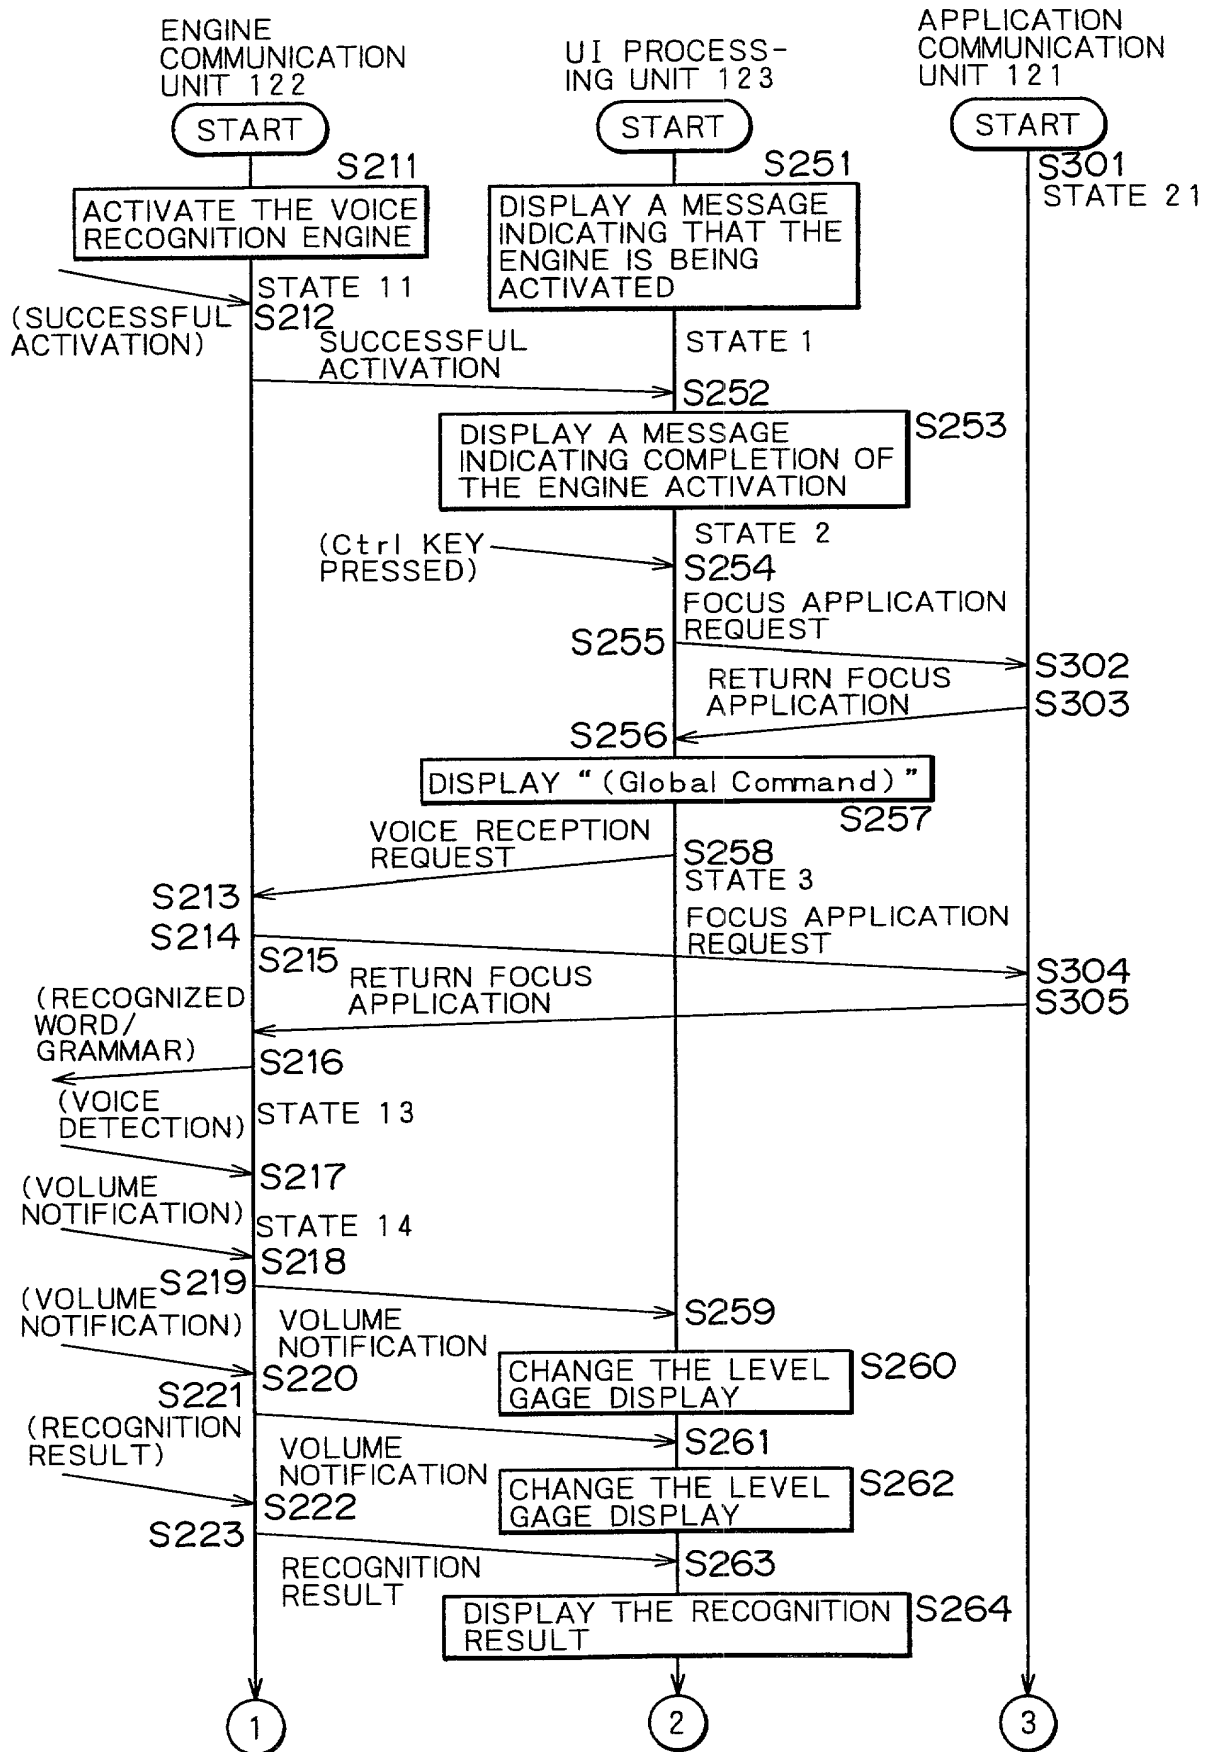 ENGINE
COMMUNICATION
UNIT 122
UI PROCESS-
ING UNIT 123
APPLICATION
COMMUNICATION
UNIT 121
START
START
START
S211
S251
S301
STATE 21
ACTIVATE THE VOICE
RECOGNITION ENGINE
DISPLAY A MESSAGE
INDICATING THAT THE
ENGINE IS BEING
ACTIVATED
STATE 11
(SUCCESSFUL
ACTIVATION)
S212
SUCCESSFUL
ACTIVATION
STATE 1
S252
DISPLAY A MESSAGE
INDICATING COMPLETION OF
THE ENGINE ACTIVATION
S253
STATE 2
(Ctrl KEY
PRESSED)
S254
FOCUS APPLICATION
REQUEST
S255
S302
RETURN FOCUS
APPLICATION
S303
S256
DISPLAY “(Global Command)”
S257
VOICE RECEPTION
REQUEST
S258
STATE 3
S213
FOCUS APPLICATION
REQUEST
S214
S215
S304
RETURN FOCUS
APPLICATION
S305
(RECOGNIZED
WORD/
GRAMMAR)
S216
(VOICE
DETECTION)
STATE 13
S217
(VOLUME
NOTIFICATION)
STATE 14
S218
S219
S259
(VOLUME
NOTIFICATION)
VOLUME
NOTIFICATION
S220
CHANGE THE LEVEL
GAGE DISPLAY
S260
S221
(RECOGNITION
RESULT)
S261
VOLUME
NOTIFICATION
S222
CHANGE THE LEVEL
GAGE DISPLAY
S262
S223
S263
RECOGNITION
RESULT
DISPLAY THE RECOGNITION
RESULT
S264
1
2
3